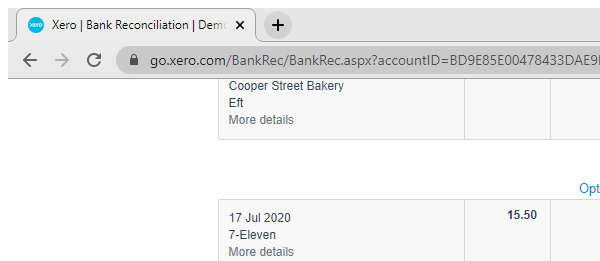 xero Xero | Bank Reconciliation | Demo
go.xero.com/BankRec/BankRec.aspx?accountID=BD9E85E00478433DAE9
Cooper Street Bakery
Eft
More details
Opt
17 Jul 2020 15.50
7-Eleven
More details